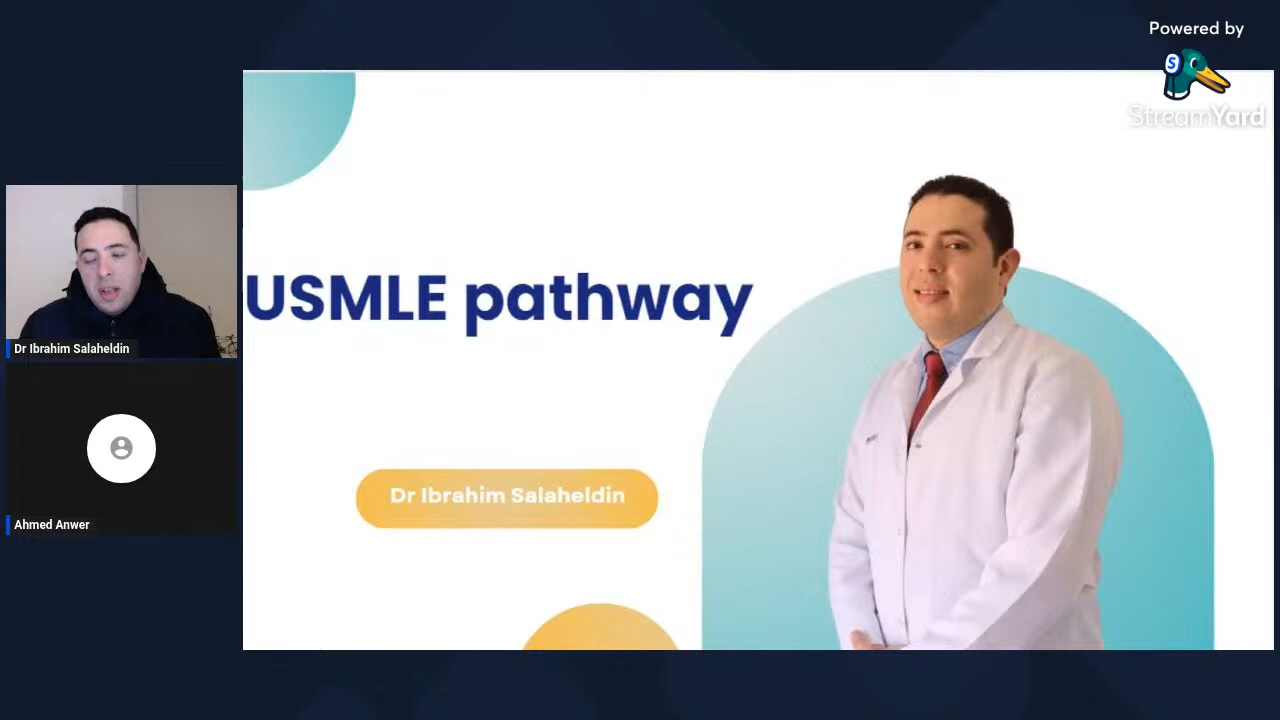 Powered by
StreamYard
USMLE pathway
Dr Ibrahim Salaheldin
Dr Ibrahim Salaheldin
Ahmed Anwer